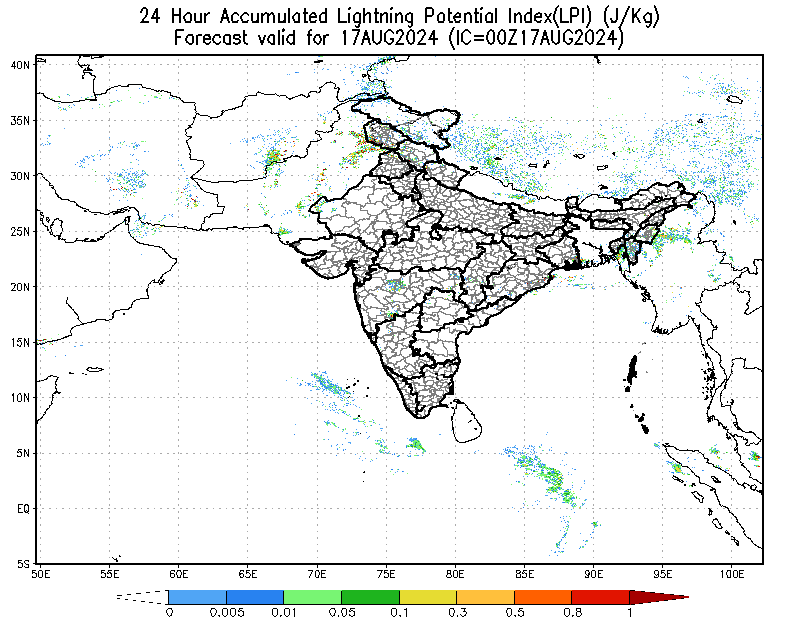 24 Hour Accumulated Lightning Potential Index(LPI) (J/Kg)
Forecast valid for 17AUG2024 (IC=00Z17AUG2024)
40N
35N
30N
25N
20N
15N
10N
5N
EQ
5S
50E 55E 60E 65E 70E 75E 80E 85E 90E 95E 100E
0 0.005 0.01 0.05 0.1 0.3 0.5 0.8 1